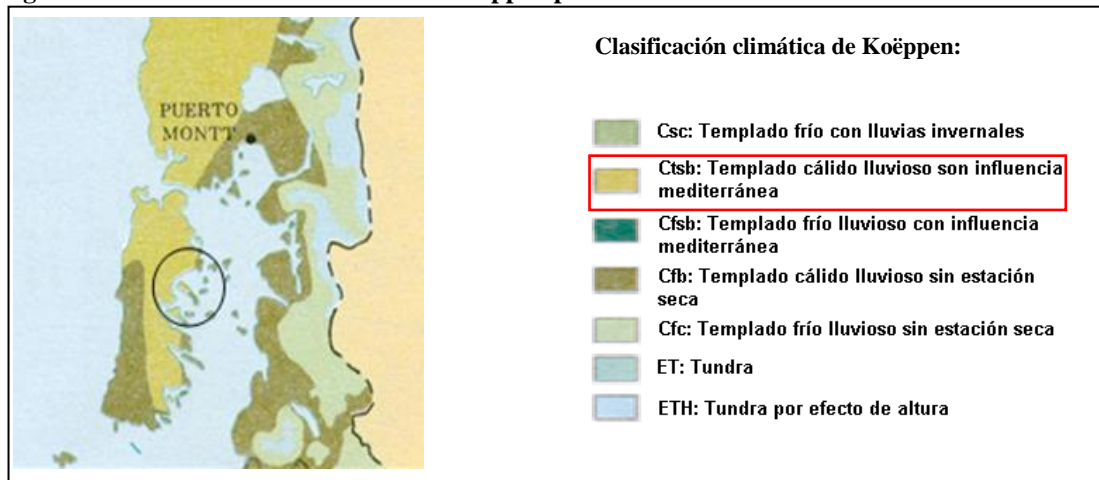 Clasificación climática de Koëppen:
PUERTO
MONTT
Csc: Templado frío con lluvias invernales
Ctsb: Templado cálido lluvioso son influencia
mediterránea
Cfsb: Templado frío lluvioso con influencia
mediterránea
Cfb: Templado cálido lluvioso sin estación
seca
Cfc: Templado frío lluvioso sin estación seca
ET: Tundra
ETH: Tundra por efecto de altura